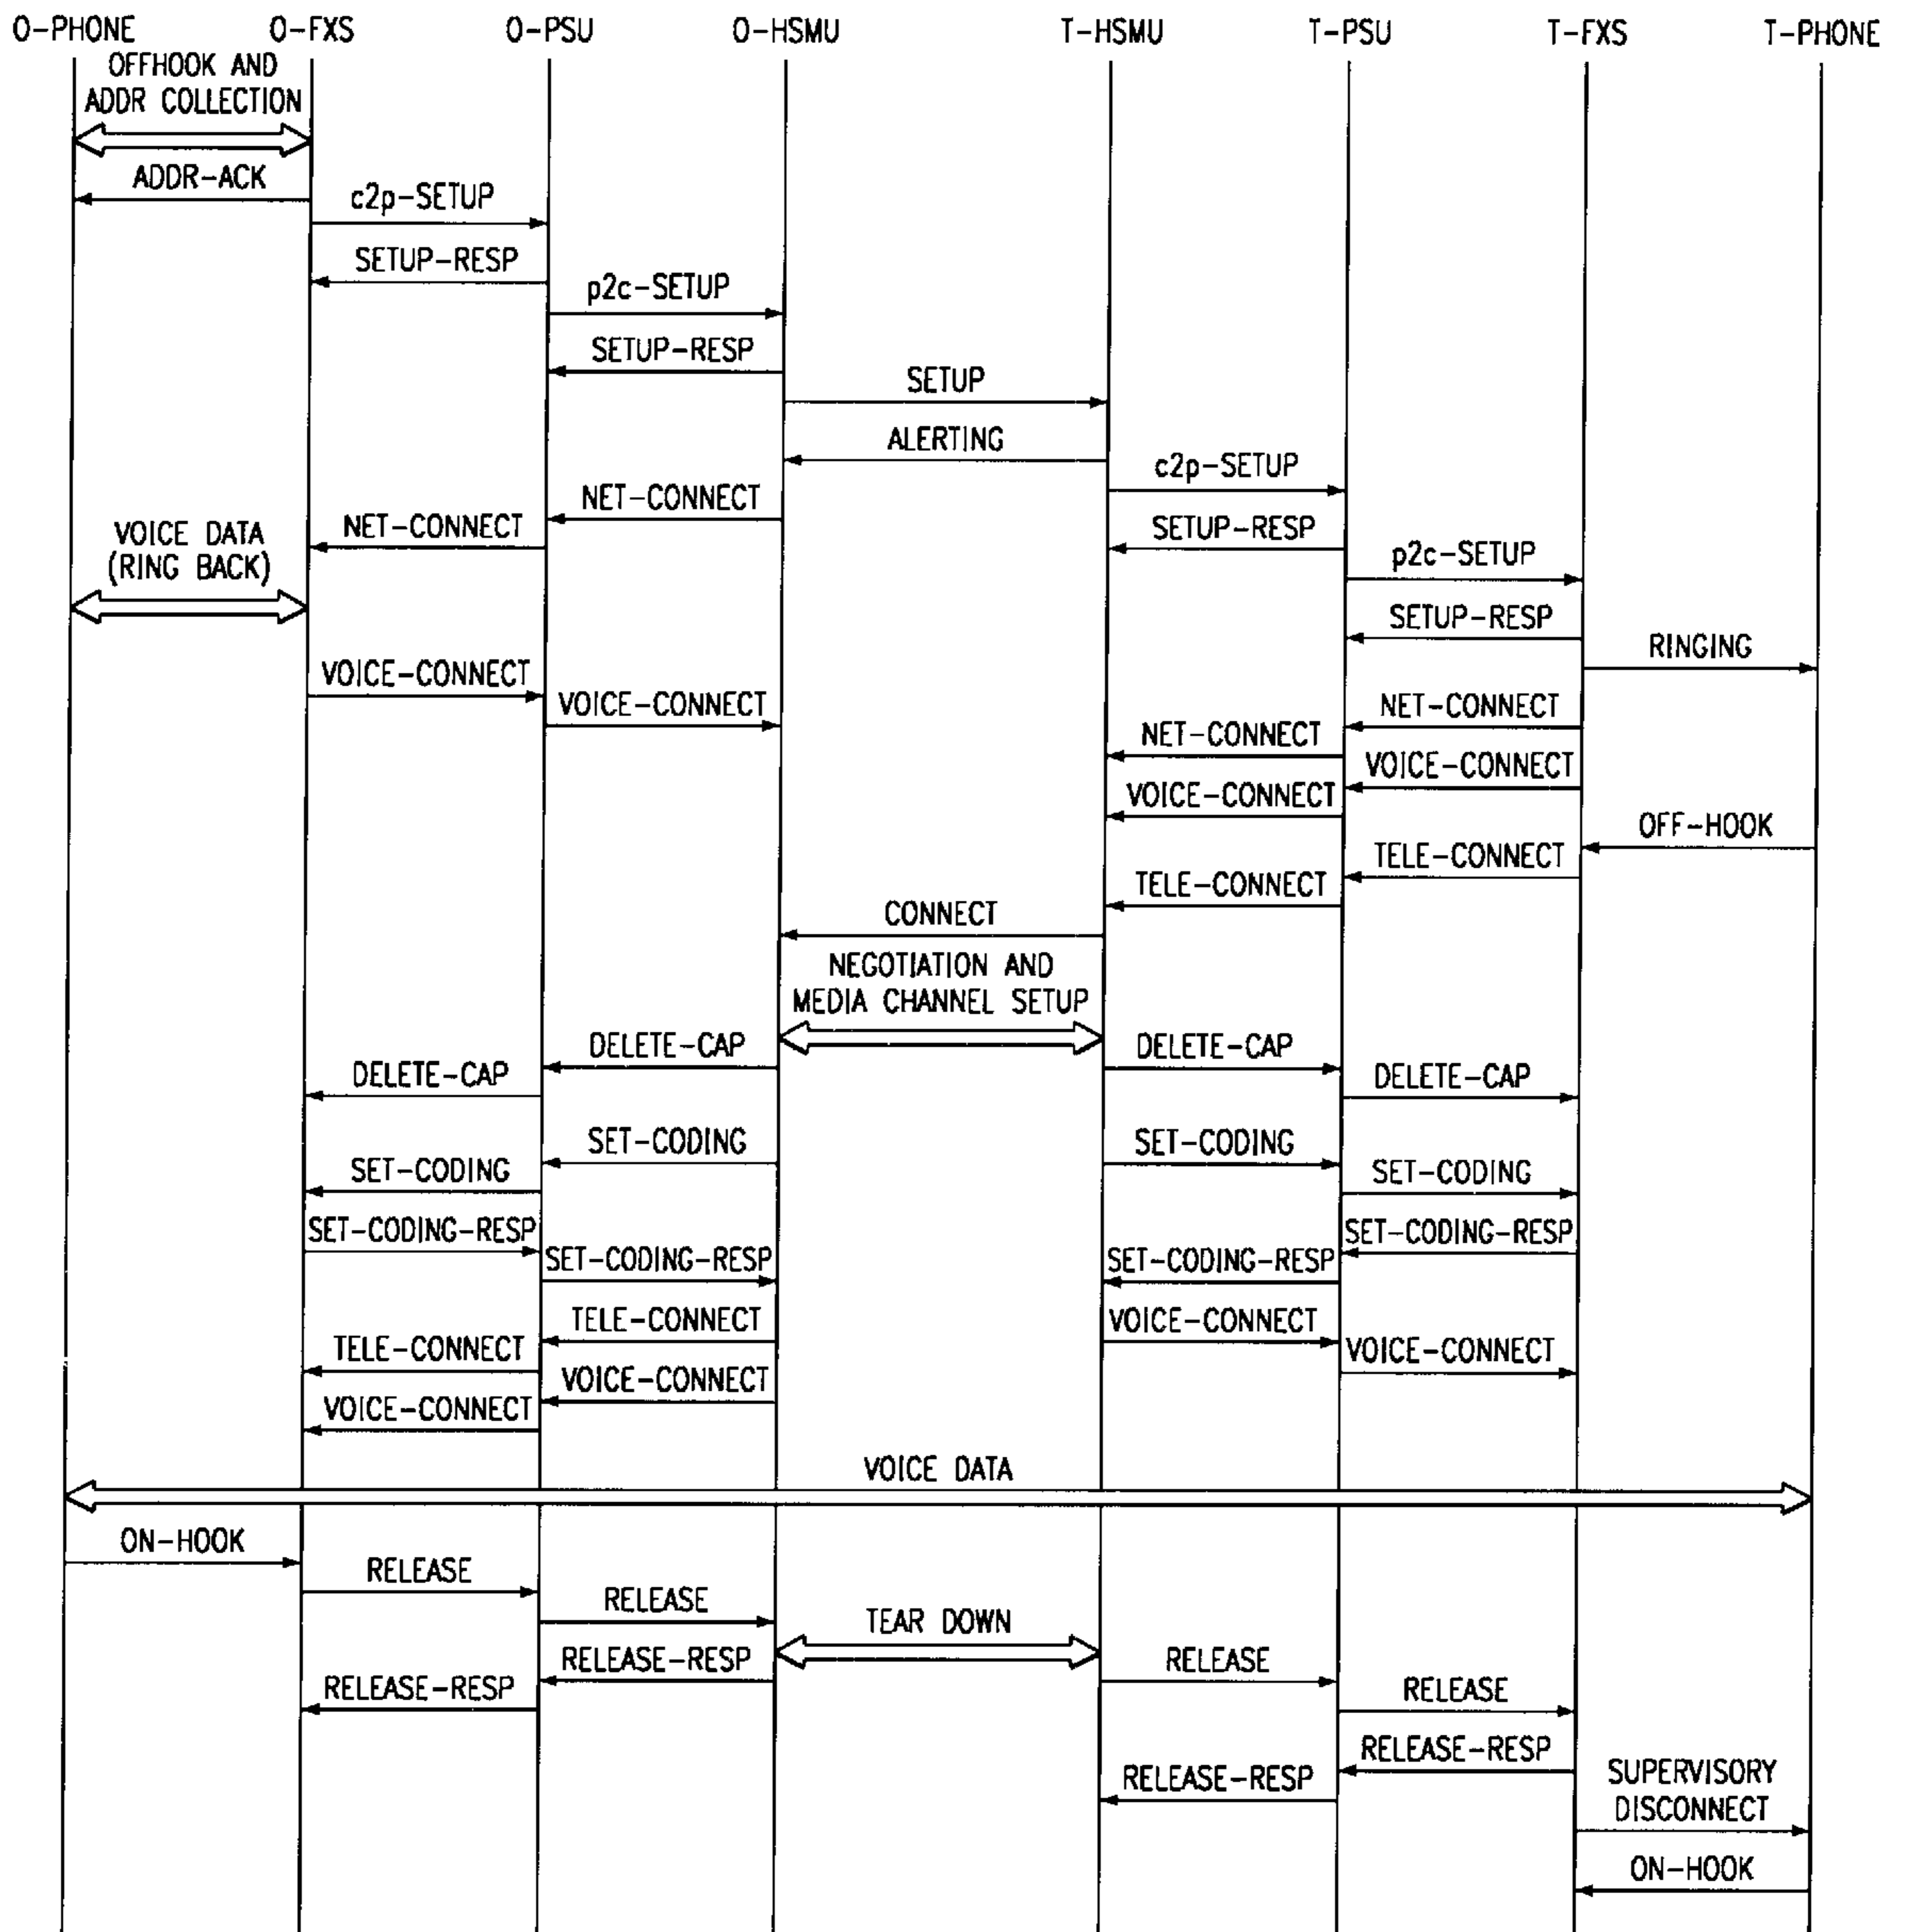 O-PHONE
O-FXS
O-PSU
O-HSMU
T-HSMU
T-PSU
T-FXS
T-PHONE
OFFHOOK AND
ADDR COLLECTION
ADDR-ACK
c2p-SETUP
SETUP-RESP
p2c-SETUP
SETUP-RESP
SETUP
ALERTING
c2p-SETUP
NET-CONNECT
NET-CONNECT
SETUP-RESP
VOICE DATA
(RING BACK)
p2c-SETUP
SETUP-RESP
RINGING
VOICE-CONNECT
VOICE-CONNECT
NET-CONNECT
NET-CONNECT
VOICE-CONNECT
VOICE-CONNECT
OFF-HOOK
TELE-CONNECT
TELE-CONNECT
CONNECT
NEGOTIATION AND
MEDIA CHANNEL SETUP
DELETE-CAP
DELETE-CAP
DELETE-CAP
DELETE-CAP
SET-CODING
SET-CODING
SET-CODING
SET-CODING
SET-CODING-RESP
SET-CODING-RESP
SET-CODING-RESP
SET-CODING-RESP
TELE-CONNECT
VOICE-CONNECT
TELE-CONNECT
VOICE-CONNECT
VOICE-CONNECT
VOICE-CONNECT
VOICE DATA
ON-HOOK
RELEASE
RELEASE
TEAR DOWN
RELEASE-RESP
RELEASE
RELEASE-RESP
RELEASE
RELEASE-RESP
RELEASE-RESP
SUPERVISORY
DISCONNECT
ON-HOOK